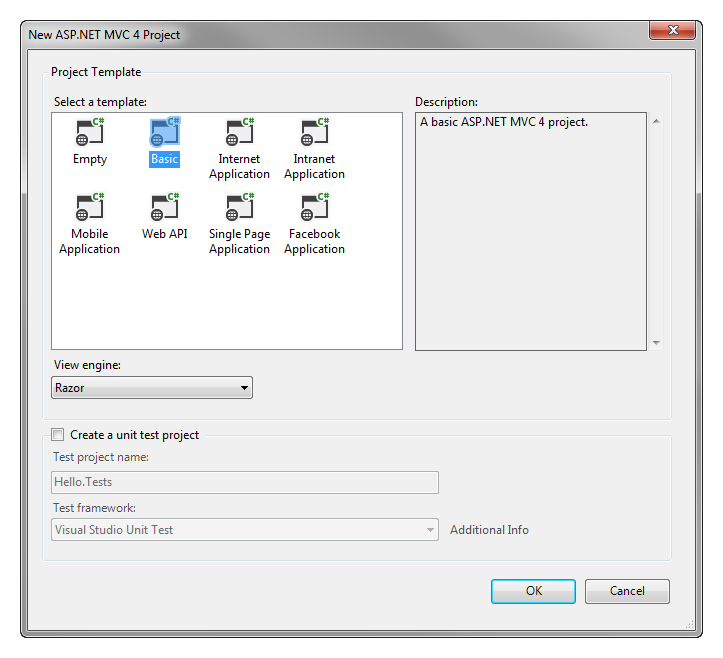 New ASP.NET MVC 4 Project
Project Template
Select a template:
Description:
C# C# C# C#
Empty Basic Internet Application Intranet Application
C# C# C# C#
Mobile Application Web API Single Page Application Facebook Application
A basic ASP.NET MVC 4 project.
View engine:
Razor
Create a unit test project
Test project name:
Hello.Tests
Test framework:
Visual Studio Unit Test
Additional Info
OK
Cancel